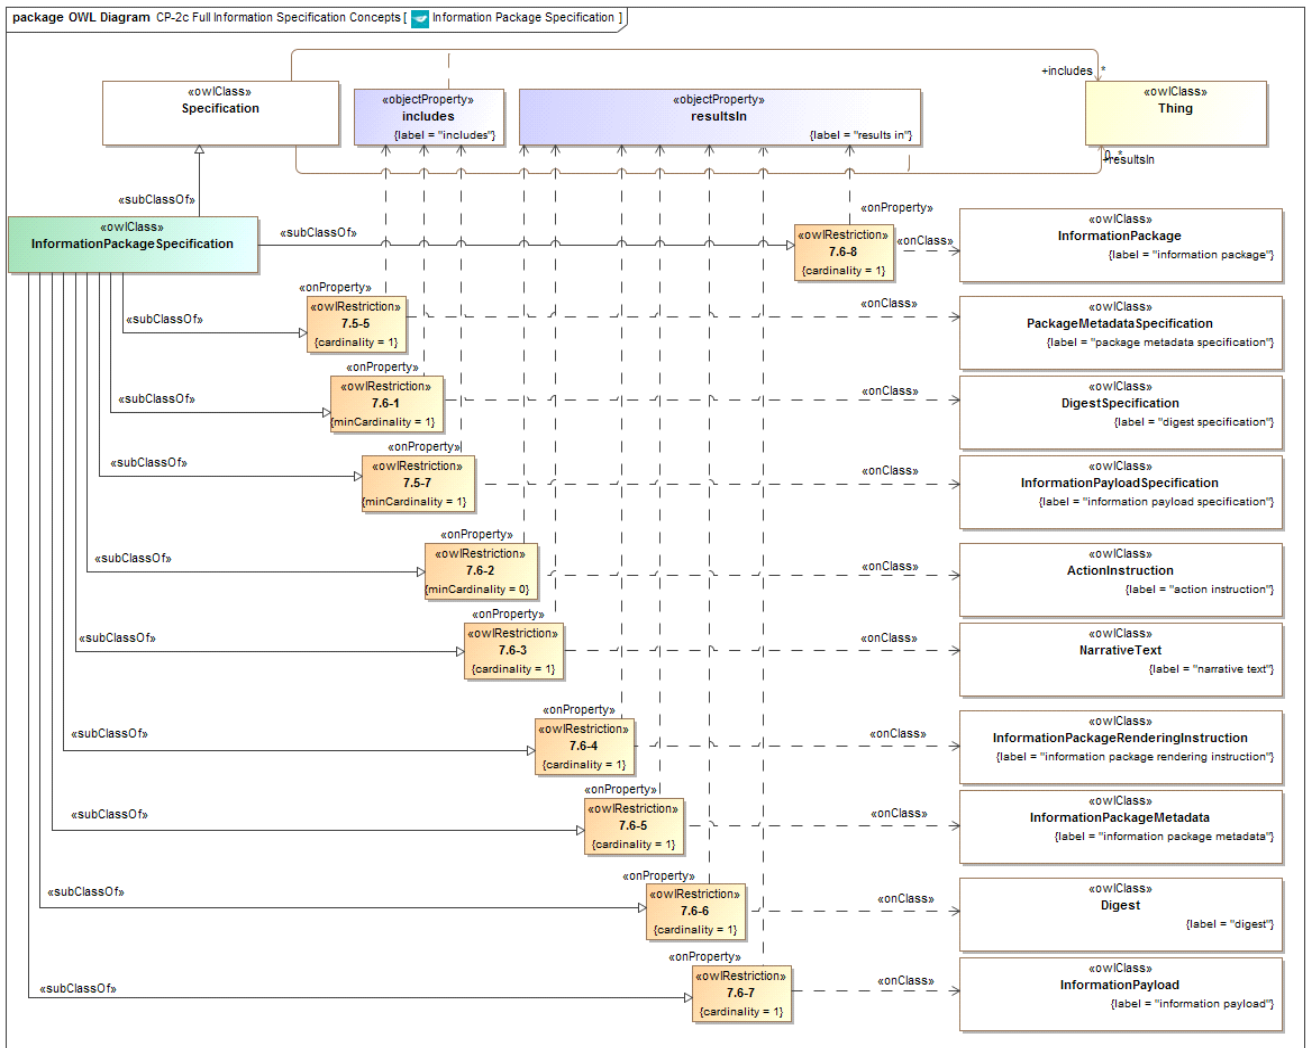 package OWL Diagram CP-2c Full Information Specification Concepts [ Information Package Specification ]
«owlClass»
Specification
«objectProperty»
includes
{label = "includes"}
«objectProperty»
resultsIn
{label = "results in"}
+includes *
«owlClass»
Thing
0..*
+resultsIn
«subClassOf»
«owlClass»
InformationPackageSpecification
«subClassOf»
«onProperty»
«owlRestriction»
7.6-8
{cardinality = 1}
«onClass»
«owlClass»
InformationPackage
{label = "information package"}
«onProperty»
«subClassOf»
«owlRestriction»
7.5-5
{cardinality = 1}
«onClass»
«owlClass»
PackageMetadataSpecification
{label = "package metadata specification"}
«onProperty»
«subClassOf»
«owlRestriction»
7.6-1
{minCardinality = 1}
«onClass»
«owlClass»
DigestSpecification
{label = "digest specification"}
«onProperty»
«subClassOf»
«owlRestriction»
7.5-7
{minCardinality = 1}
«onClass»
«owlClass»
InformationPayloadSpecification
{label = "information payload specification"}
«onProperty»
«subClassOf»
«owlRestriction»
7.6-2
{minCardinality = 0}
«onClass»
«owlClass»
ActionInstruction
{label = "action instruction"}
«onProperty»
«subClassOf»
«owlRestriction»
7.6-3
{cardinality = 1}
«onClass»
«owlClass»
NarrativeText
{label = "narrative text"}
«onProperty»
«subClassOf»
«owlRestriction»
7.6-4
{cardinality = 1}
«onClass»
«owlClass»
InformationPackageRenderingInstruction
{label = "information package rendering instruction"}
«onProperty»
«subClassOf»
«owlRestriction»
7.6-5
{cardinality = 1}
«onClass»
«owlClass»
InformationPackageMetadata
{label = "information package metadata"}
«onProperty»
«subClassOf»
«owlRestriction»
7.6-6
{cardinality = 1}
«onClass»
«owlClass»
Digest
{label = "digest"}
«onProperty»
«subClassOf»
«owlRestriction»
7.6-7
{cardinality = 1}
«onClass»
«owlClass»
InformationPayload
{label = "information payload"}